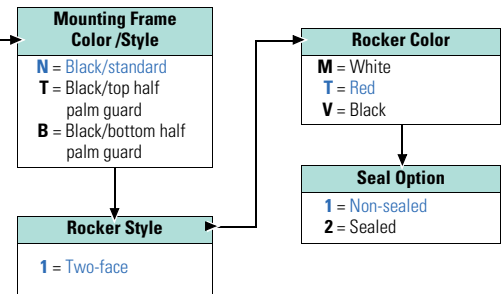 Mounting Frame
Color /Style
N = Black/standard
T = Black/top half
palm guard
B = Black/bottom half
palm guard
Rocker Style
1 = Two-face
Rocker Color
M = White
T = Red
V = Black
Seal Option
1 = Non-sealed
2 = Sealed